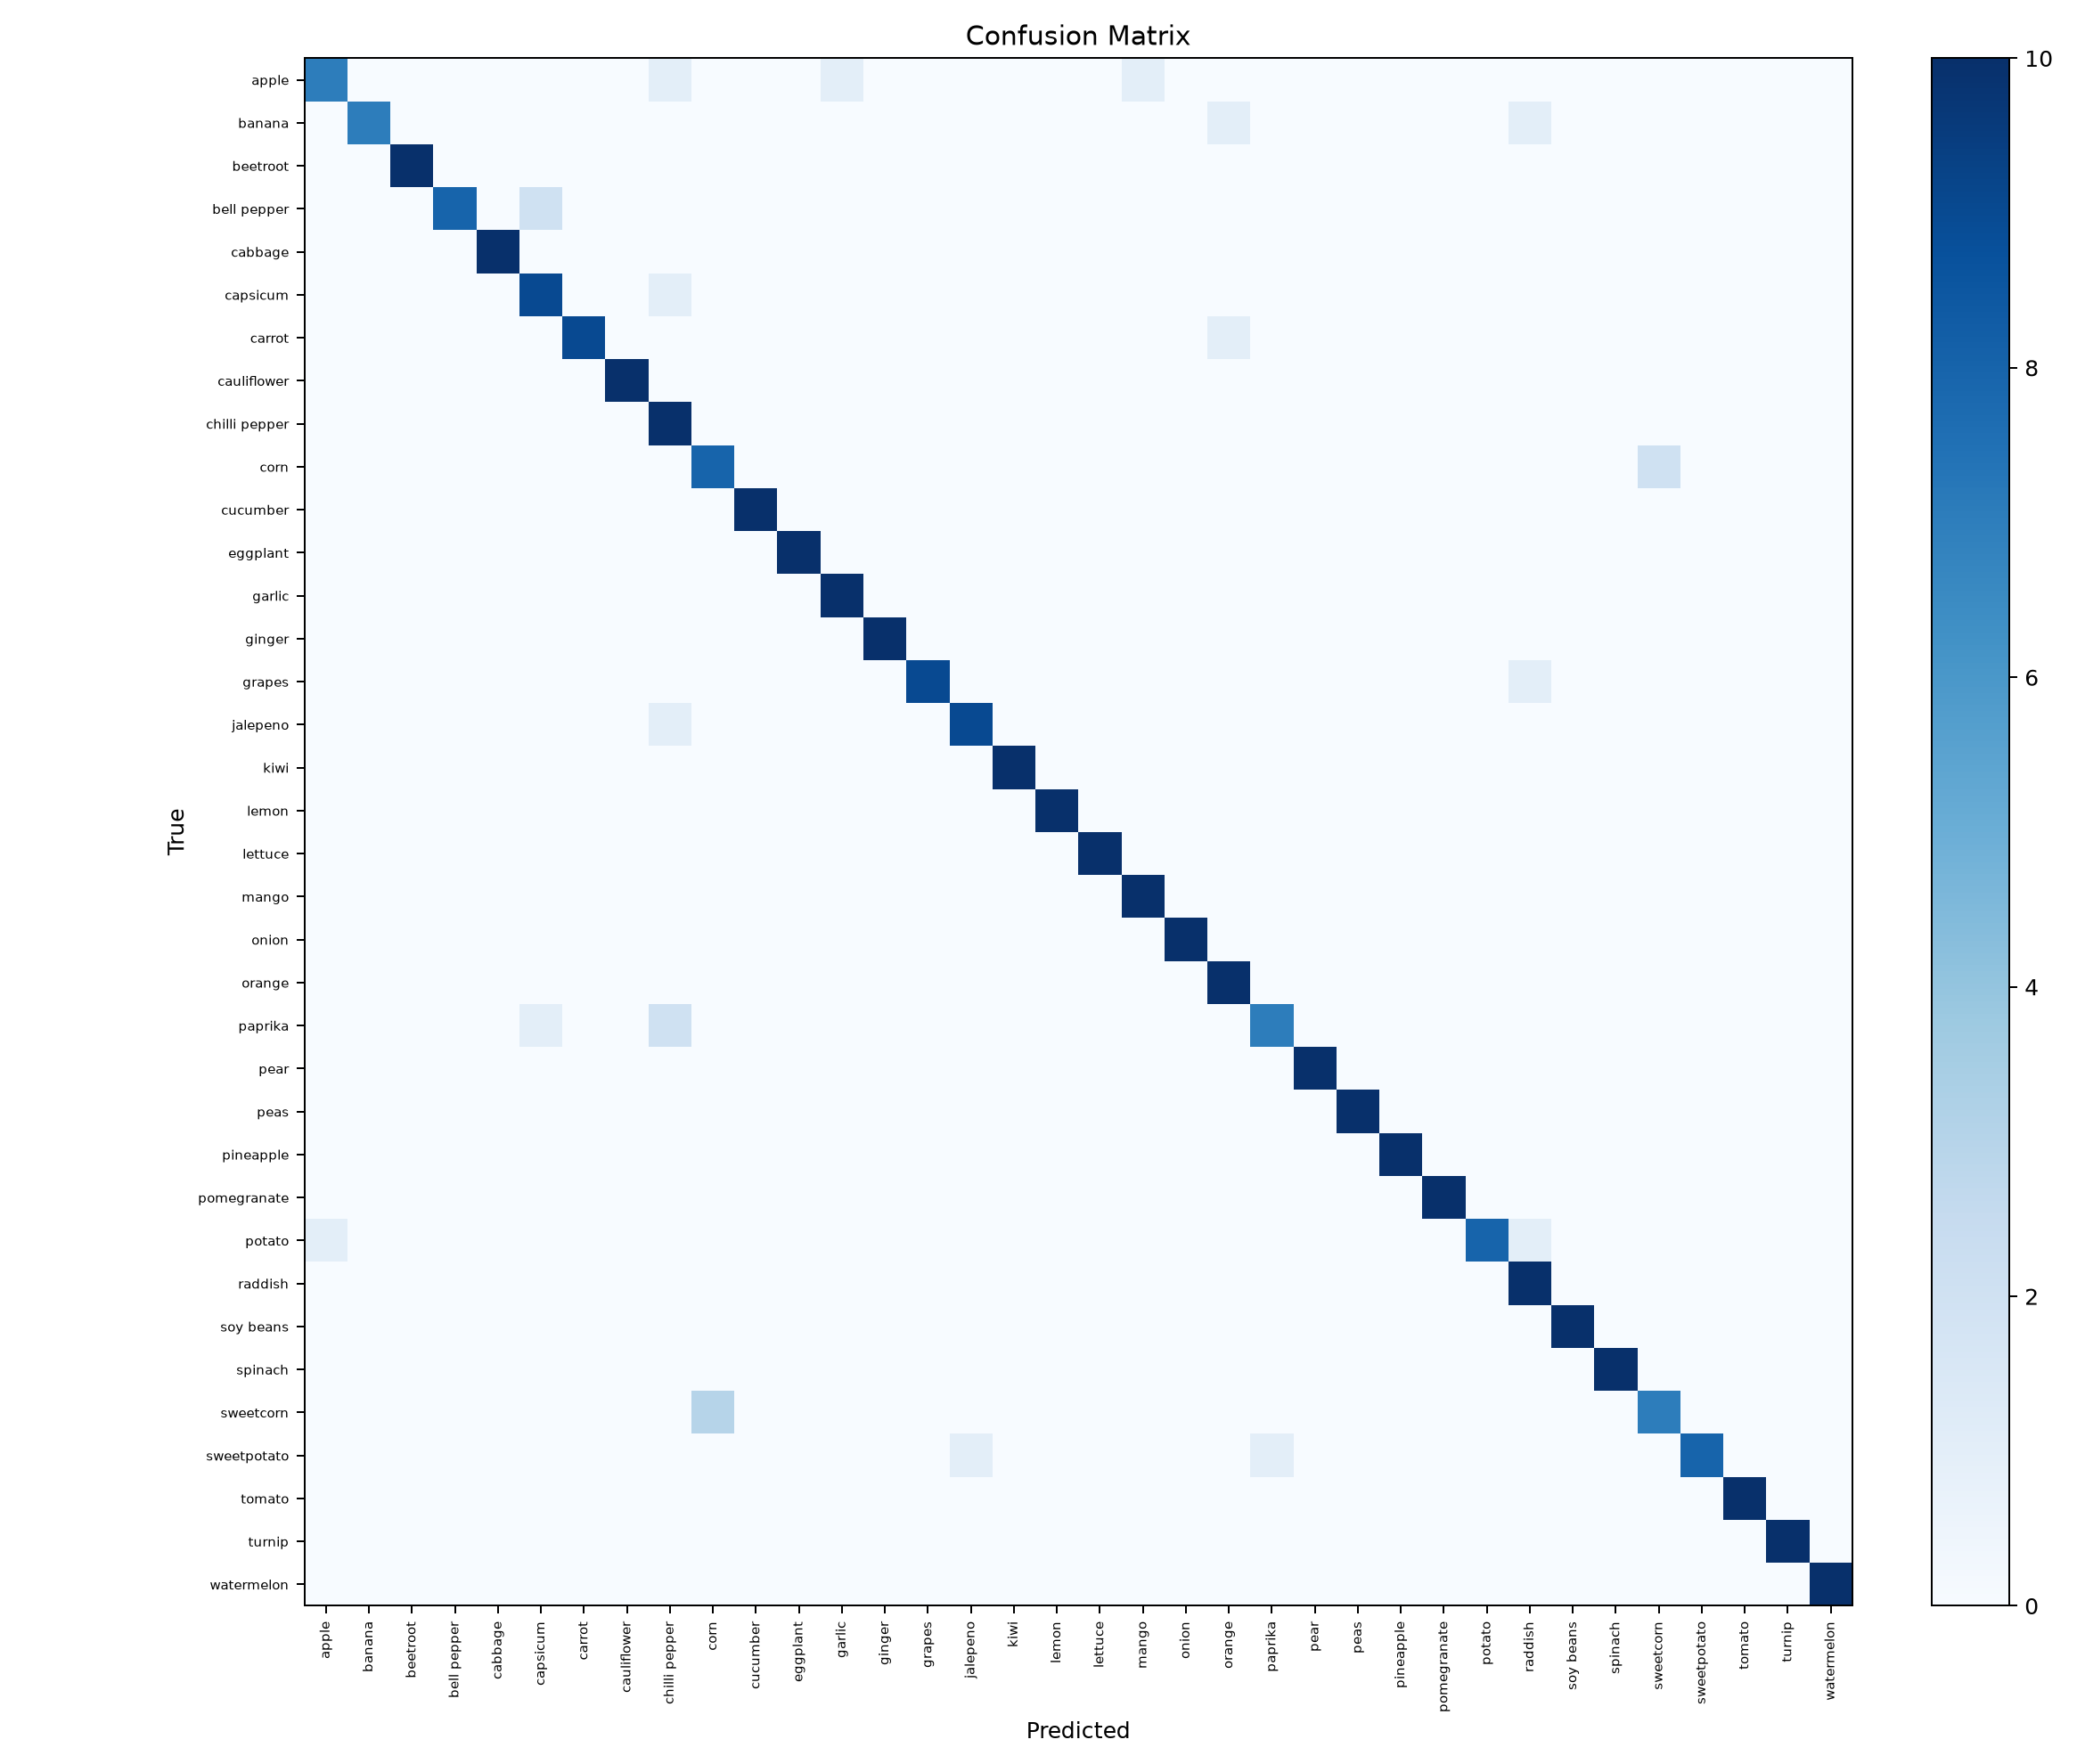 Confusion Matrix
apple
banana
beetroot
bell pepper
cabbage
capsicum
carrot
cauliflower
chilli pepper
corn
cucumber
eggplant
garlic
ginger
grapes
jalepeno
kiwi
lemon
lettuce
mango
onion
orange
paprika
pear
peas
pineapple
pomegranate
potato
raddish
soy beans
spinach
sweetcorn
sweetpotato
tomato
turnip
watermelon
True
apple
banana
beetroot
bell pepper
cabbage
capsicum
carrot
cauliflower
chilli pepper
corn
cucumber
eggplant
garlic
ginger
grapes
jalepeno
kiwi
lemon
lettuce
mango
onion
orange
paprika
pear
peas
pineapple
pomegranate
potato
raddish
soy beans
spinach
sweetcorn
sweetpotato
tomato
turnip
watermelon
Predicted
10
8
6
4
2
0